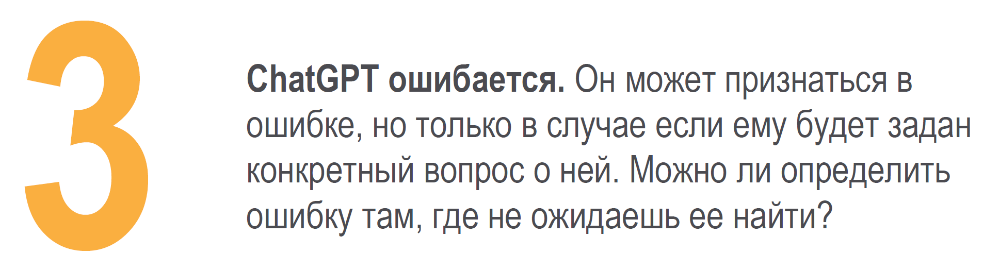 3
ChatGPT ошибается. Он может признаться в
ошибке, но только в случае если ему будет задан
конкретный вопрос о ней. Можно ли определить
ошибку там, где не ожидаешь ее найти?